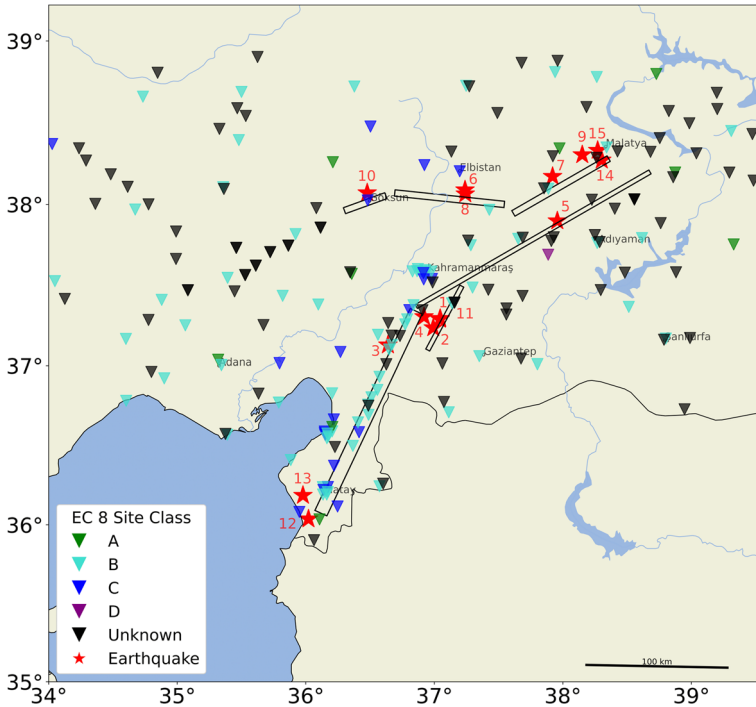 39°
9 15
Malatya
Elbistan
10
6
7
14
Göksun
8
38°
5
Adıyaman
Kahramanmaraş
1
11
4
2
3
Gaziantep
Şanlıurfa
Adana
37°
13
Hatay
12
36°
EC 8 Site Class
A
B
C
D
Unknown
Earthquake
100 km
35°
34° 35° 36° 37° 38° 39°